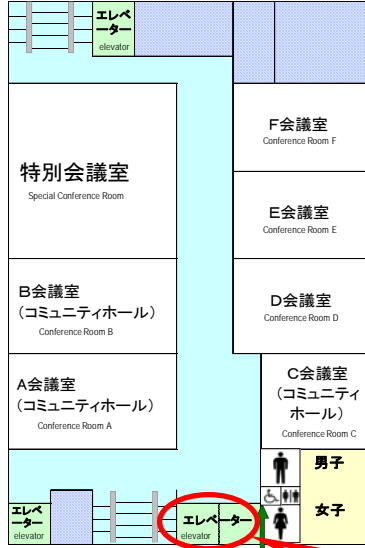 エレベ
ーター
elevator
特別会議室
Special Conference Room
F会議室
Conference Room F
E会議室
Conference Room E
B会議室
（コミュニティホール）
Conference Room B
D会議室
Conference Room D
A会議室
（コミュニティホール）
Conference Room A
C会議室
（コミュニティ
ホール）
Conference Room C
男子
女子
エレベ
ーター
elevator
エレベーター
elevator